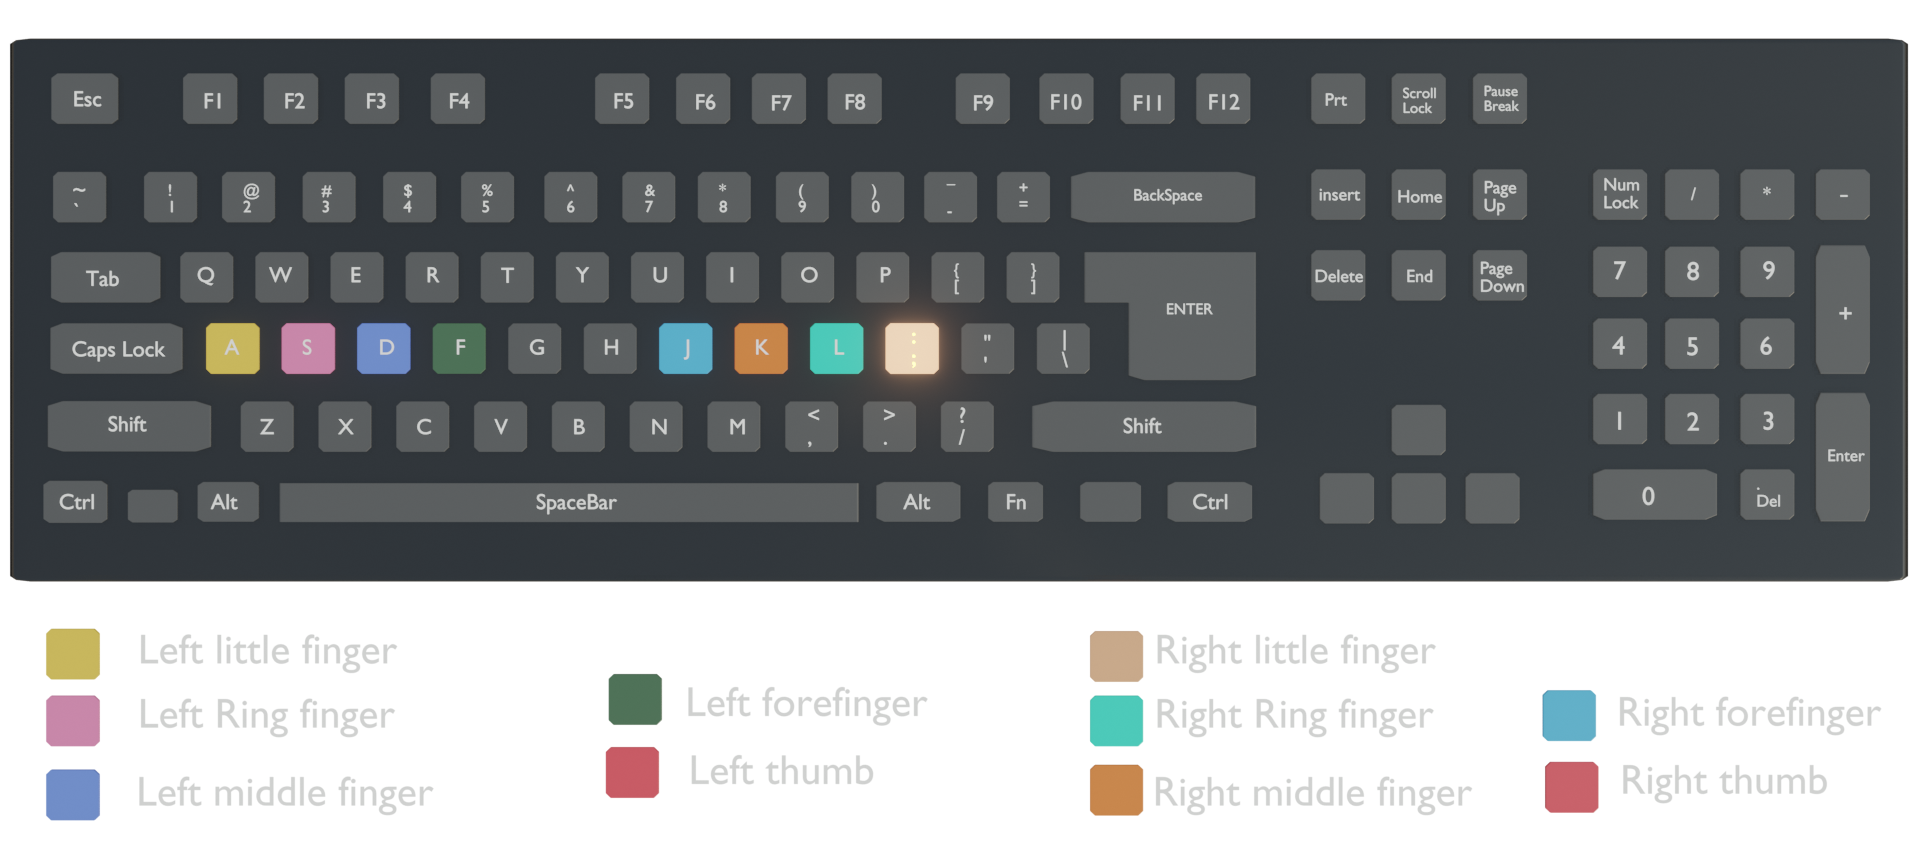 Esc F1 F2 F3 F4 F5 F6 F7 F8 F9 F10 F11 F12 Prt Scroll Lock Pause Break
~ ` ! 1 @ 2 # 3 $ 4 % 5 ^ 6 & 7 * 8 ( 9 ) 0 _ - + = BackSpace insert Home Page Up Num Lock / * -
Tab Q W E R T Y U I O P { [ } ] ENTER Delete End Page Down 7 8 9 +
Caps Lock A S D F G H J K L : ; " ' | \ 4 5 6
Shift Z X C V B N M < , > . ? / Shift 1 2 3 Enter
Ctrl Alt SpaceBar Alt Fn Ctrl 0 . Del
Left little finger
Left Ring finger
Left middle finger
Left forefinger
Left thumb
Right little finger
Right Ring finger
Right middle finger
Right forefinger
Right thumb